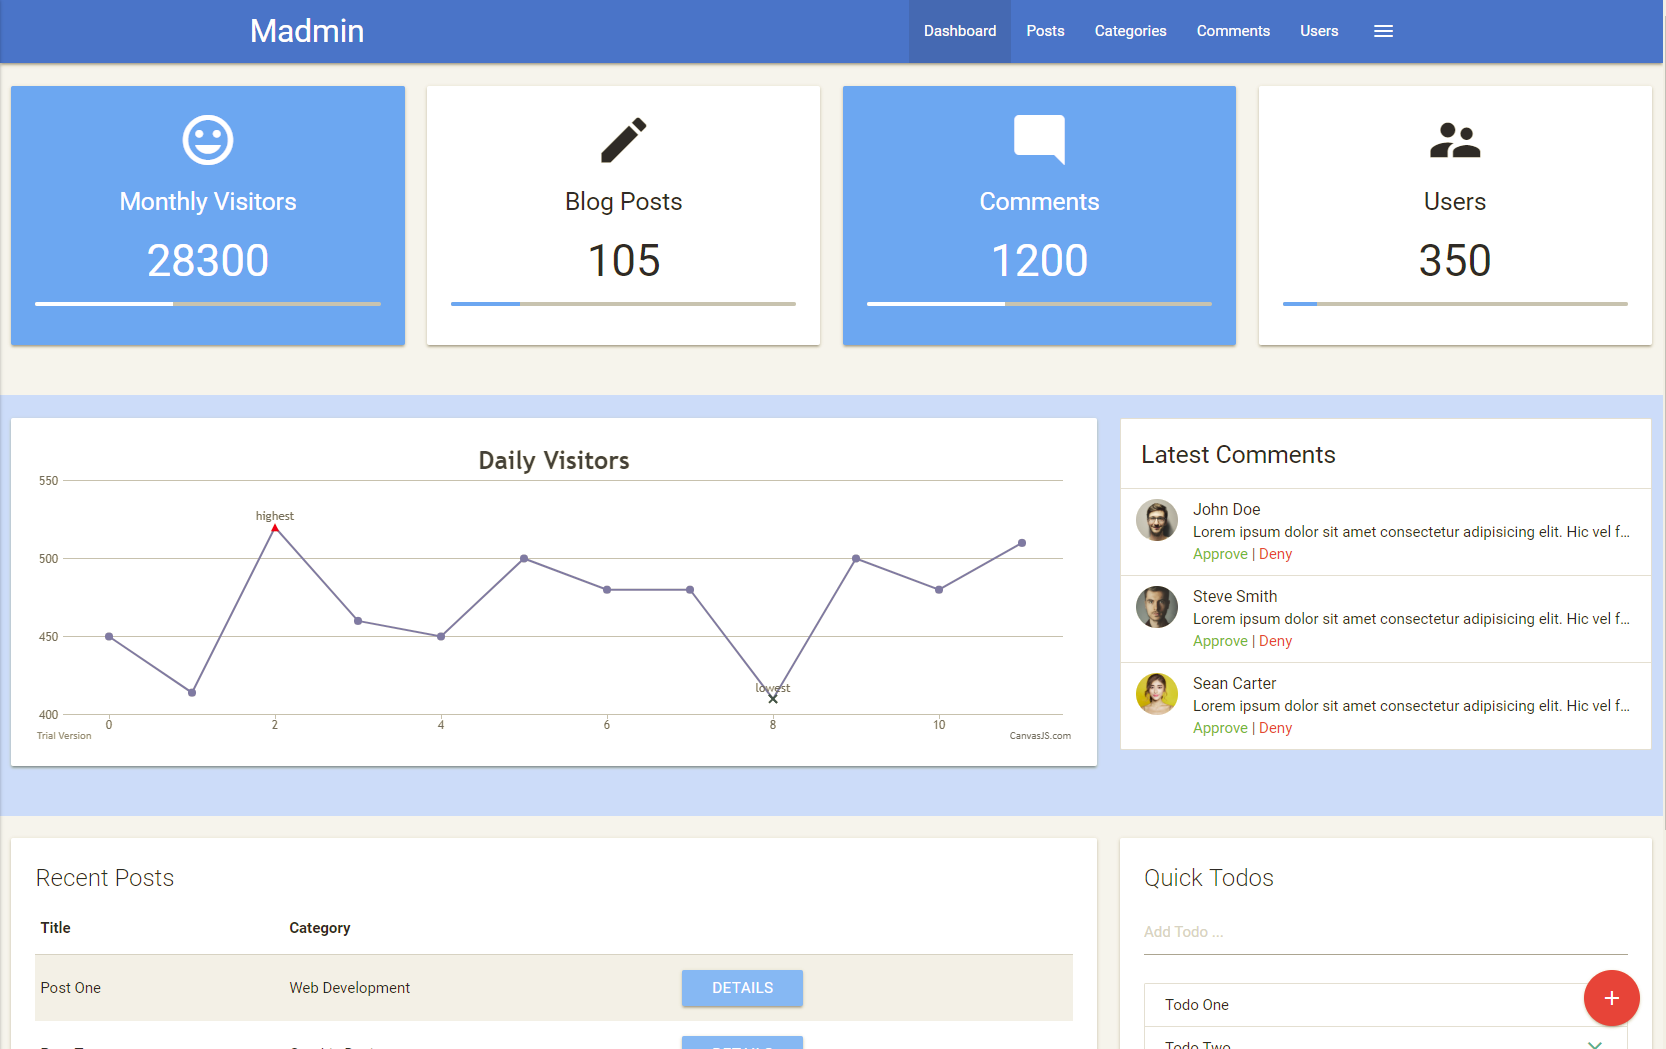 Madmin
Dashboard Posts Categories Comments Users
Monthly Visitors
28300
Blog Posts
105
Comments
1200
Users
350
Daily Visitors
550
500
450
400
highest
lowest
0 2 4 6 8 10
Trial Version
CanvasJS.com
Latest Comments
John Doe
Lorem ipsum dolor sit amet consectetur adipisicing elit. Hic vel f...
Approve | Deny
Steve Smith
Lorem ipsum dolor sit amet consectetur adipisicing elit. Hic vel f...
Approve | Deny
Sean Carter
Lorem ipsum dolor sit amet consectetur adipisicing elit. Hic vel f...
Approve | Deny
Recent Posts
Title Category
Post One Web Development DETAILS
Quick Todos
Add Todo ...
Todo One
Todo Two